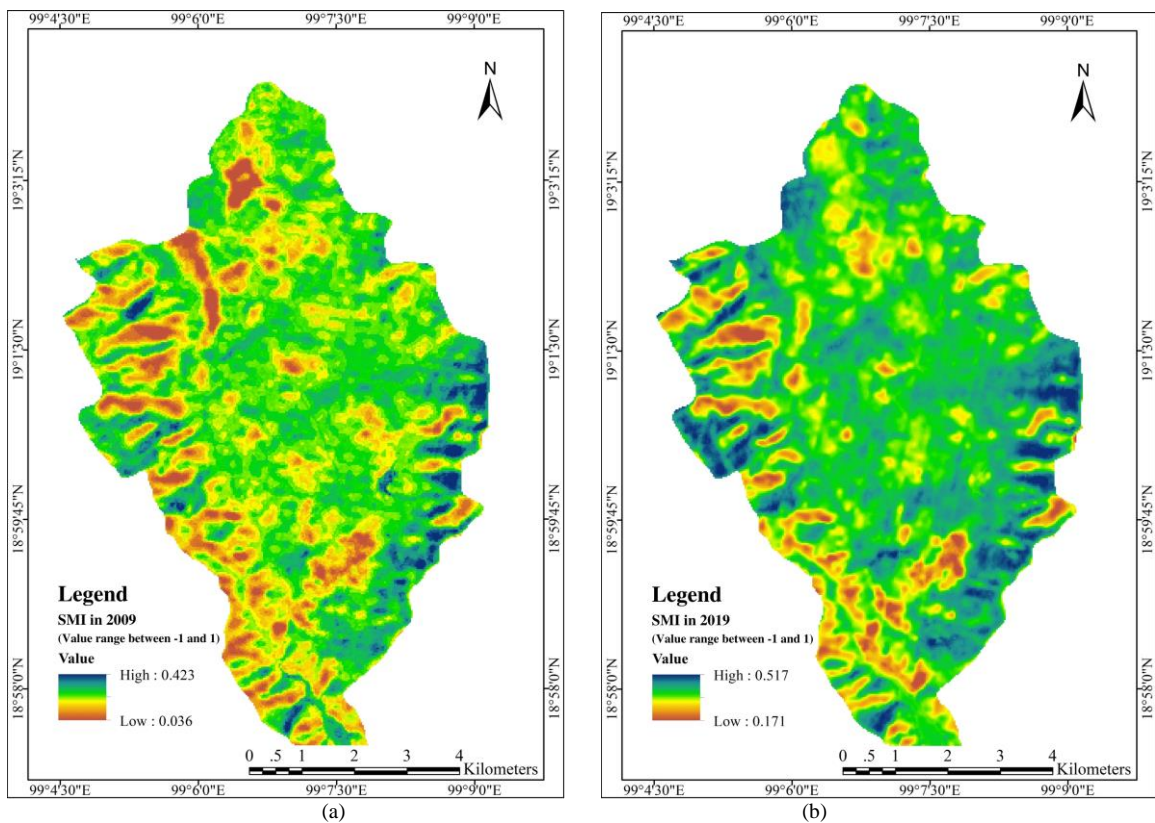 99°4'30"E 99°6'0"E 99°7'30"E 99°9'0"E
N
19°3'15"N
19°1'30"N
18°59'45"N
18°58'0"N
19°3'15"N
19°1'30"N
18°59'45"N
18°58'0"N
Legend
SMI in 2009
(Value range between -1 and 1)
Value
High : 0.423
Low : 0.036
0 .5 1 2 3 4
Kilometers
99°4'30"E 99°6'0"E 99°7'30"E 99°9'0"E
(a)
99°4'30"E 99°6'0"E 99°7'30"E 99°9'0"E
N
19°3'15"N
19°1'30"N
18°59'45"N
18°58'0"N
19°3'15"N
19°1'30"N
18°59'45"N
18°58'0"N
Legend
SMI in 2019
(Value range between -1 and 1)
Value
High : 0.517
Low : 0.171
0 .5 1 2 3 4
Kilometers
99°4'30"E 99°6'0"E 99°7'30"E 99°9'0"E
(b)